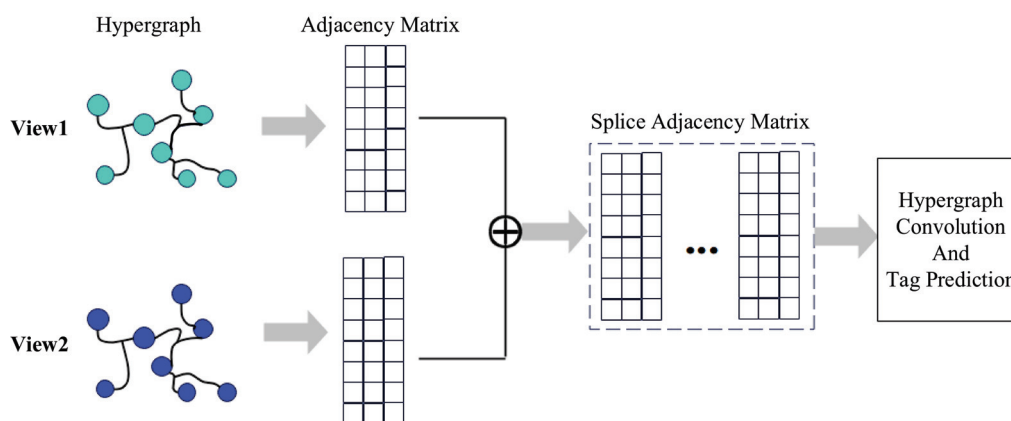 Hypergraph
Adjacency Matrix
View1
Splice Adjacency Matrix
Hypergraph
Convolution
And
Tag Prediction
View2